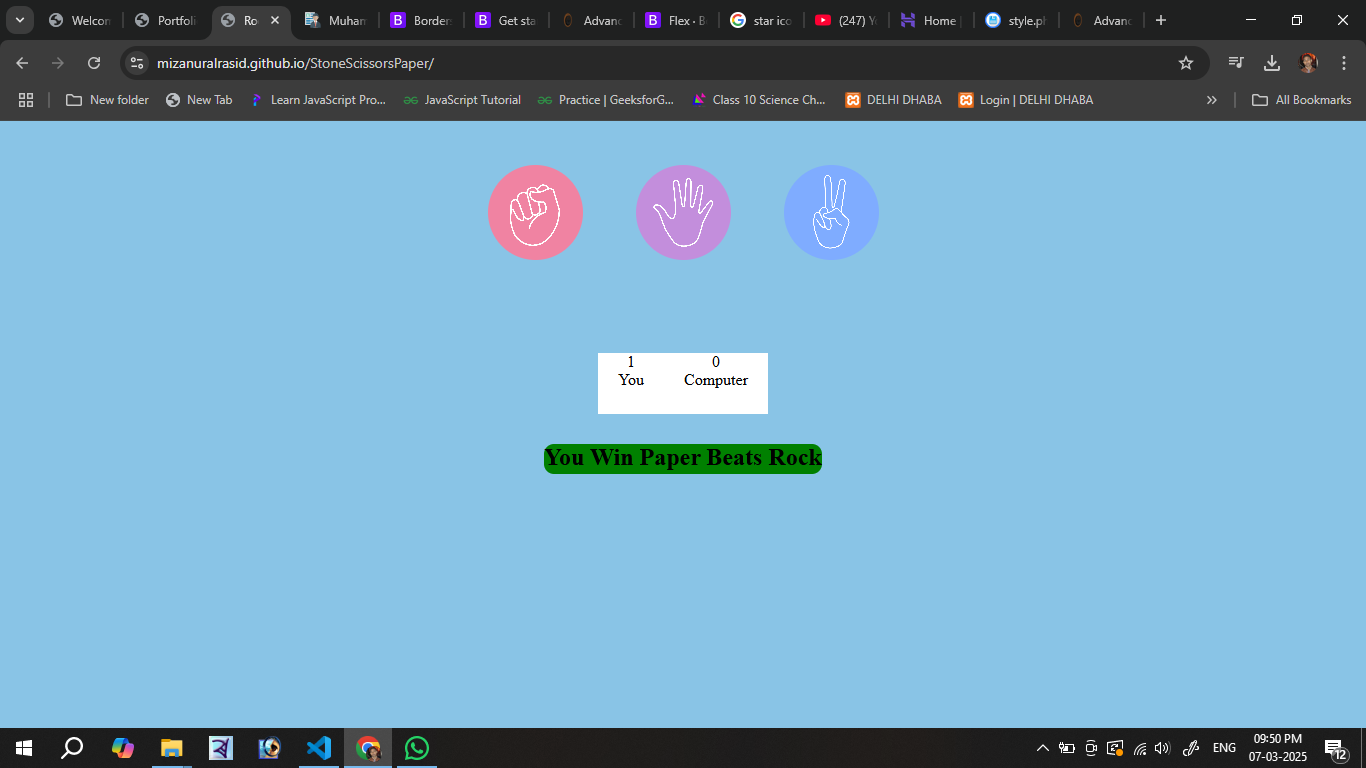 Welcon
Portfoli
Ro
Muham
Border
Get sta
Advanc
Flex · B
star ico
(247) Y
Home |
style.pl
Advanc
mizanuralrasid.github.io/StoneScissorsPaper/
New folder
New Tab
Learn JavaScript Pro...
JavaScript Tutorial
Practice | GeeksforG...
Class 10 Science Ch...
DELHI DHABA
Login | DELHI DHABA
All Bookmarks
1 0
You Computer
You Win Paper Beats Rock
ENG
09:50 PM
07-03-2025
12